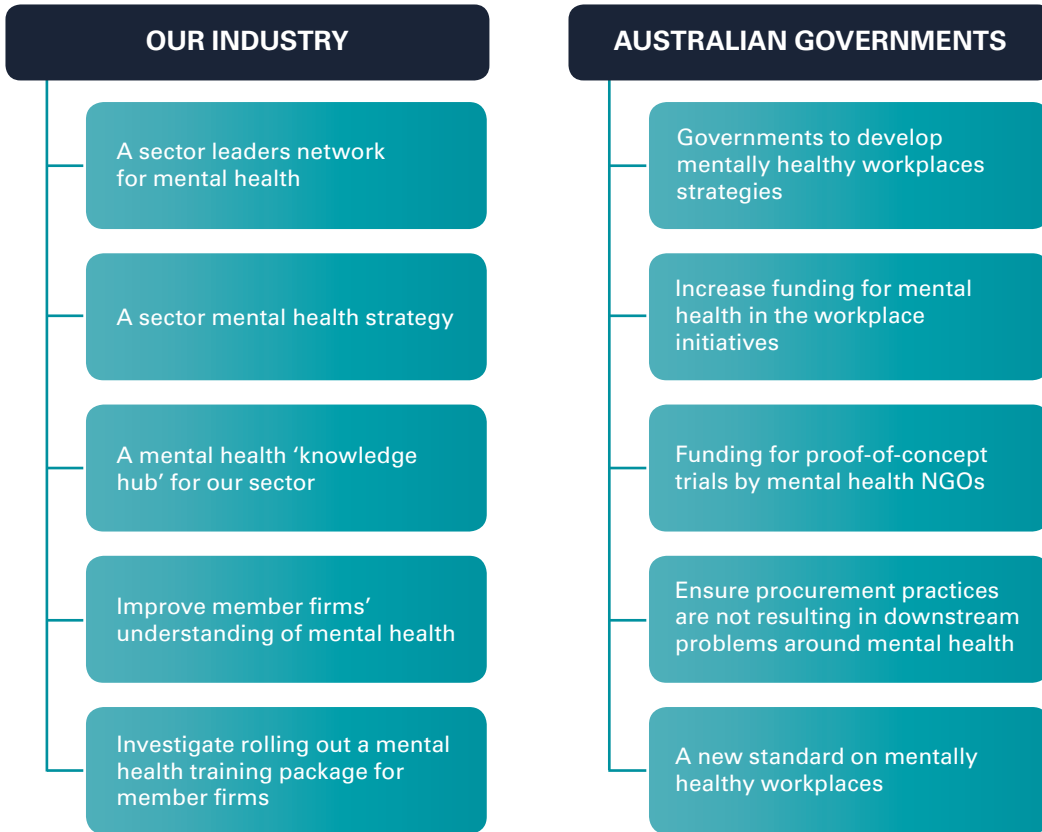 OUR INDUSTRY
A sector leaders network
for mental health
A sector mental health strategy
A mental health ‘knowledge
hub’ for our sector
Improve member firms’
understanding of mental health
Investigate rolling out a mental
health training package for
member firms
AUSTRALIAN GOVERNMENTS
Governments to develop
mentally healthy workplaces
strategies
Increase funding for mental
health in the workplace
initiatives
Funding for proof-of-concept
trials by mental health NGOs
Ensure procurement practices
are not resulting in downstream
problems around mental health
A new standard on mentally
healthy workplaces